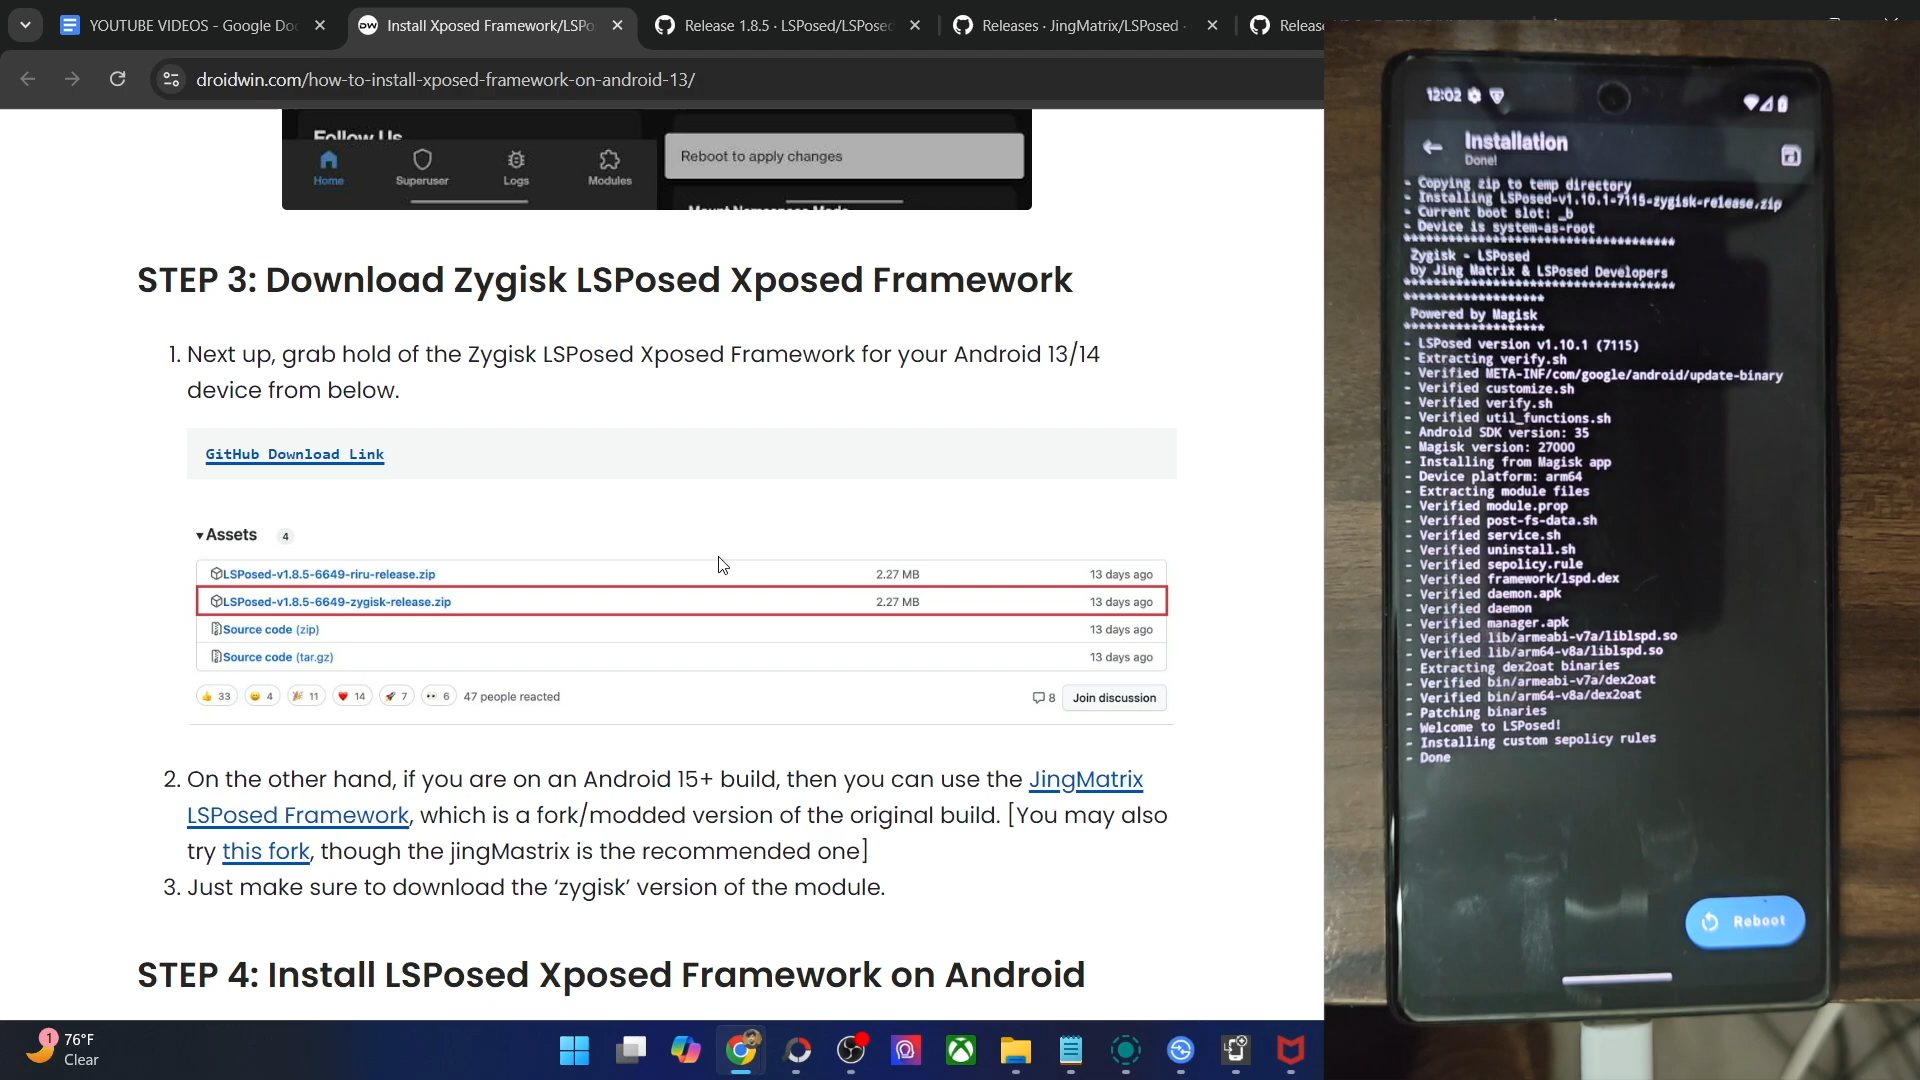 YOUTUBE VIDEOS - Google Doc
Install Xposed Framework/LSPo
Release 1.8.5 · LSPosed/LSPosed
Releases · JingMatrix/LSPosed ·
Release
droidwin.com/how-to-install-xposed-framework-on-android-13/
Follow Us
Home
Superuser
Logs
Modules
Reboot to apply changes
Mount Namespace Mode
STEP 3: Download Zygisk LSPosed Xposed Framework
1. Next up, grab hold of the Zygisk LSPosed Xposed Framework for your Android 13/14
device from below.
GitHub Download Link
Assets 4
LSPosed-v1.8.5-6649-riru-release.zip 2.27 MB 13 days ago
LSPosed-v1.8.5-6649-zygisk-release.zip 2.27 MB 13 days ago
Source code (zip) 13 days ago
Source code (tar.gz) 13 days ago
33 4 11 14 7 6 47 people reacted 8 Join discussion
2. On the other hand, if you are on an Android 15+ build, then you can use the JingMatrix
LSPosed Framework, which is a fork/modded version of the original build. [You may also
try this fork, though the jingMastrix is the recommended one]
3. Just make sure to download the ‘zygisk’ version of the module.
STEP 4: Install LSPosed Xposed Framework on Android
1
76°F
Clear
12:02
Installation
Done!
- Copying zip to temp directory
- Installing LSPosed-v1.10.1-7115-zygisk-release.zip
- Current boot slot: _b
- Device is system-as-root
*************************************
Zygisk - LSPosed
by Jing Matrix & LSPosed Developers
*************************************
*******************
Powered by Magisk
*******************
- LSPosed version v1.10.1 (7115)
- Extracting verify.sh
- Verified META-INF/com/google/android/update-binary
- Verified customize.sh
- Verified verify.sh
- Verified util_functions.sh
- Android SDK version: 35
- Magisk version: 27000
- Installing from Magisk app
- Device platform: arm64
- Extracting module files
- Verified module.prop
- Verified post-fs-data.sh
- Verified service.sh
- Verified uninstall.sh
- Verified sepolicy.rule
- Verified framework/lspd.dex
- Verified daemon.apk
- Verified daemon
- Verified manager.apk
- Verified lib/armeabi-v7a/liblspd.so
- Verified lib/arm64-v8a/liblspd.so
- Extracting dex2oat binaries
- Verified bin/armeabi-v7a/dex2oat
- Verified bin/arm64-v8a/dex2oat
- Patching binaries
- Welcome to LSPosed!
- Installing custom sepolicy rules
- Done
Reboot